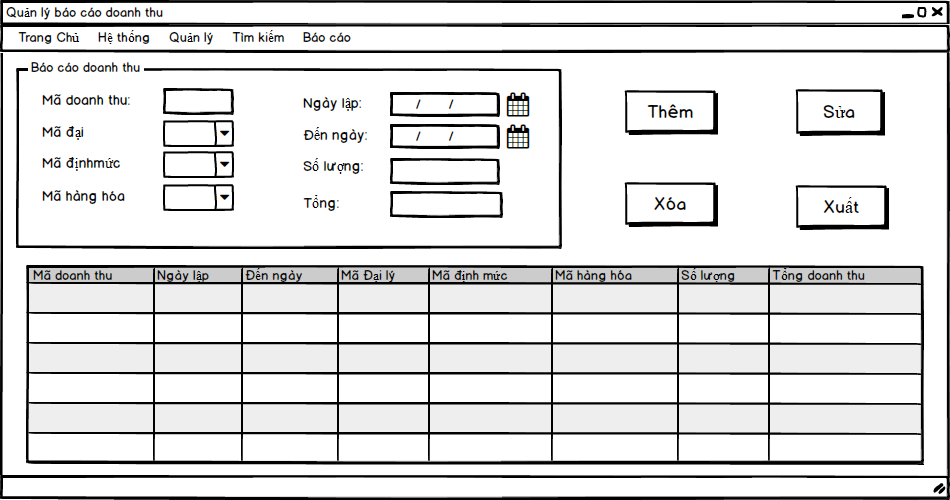 Quản lý báo cáo doanh thu
Trang Chủ Hệ thống Quản lý Tìm kiếm Báo cáo
Báo cáo doanh thu
Mã doanh thu:
Mã đại
Mã địnhmức
Mã hàng hóa
Ngày lập: / /
Đến ngày: / /
Số lượng:
Tổng:
Thêm Sửa
Xóa Xuất
Mã doanh thu Ngày lập Đến ngày Mã Đại lý Mã định mức Mã hàng hóa Số lượng Tổng doanh thu